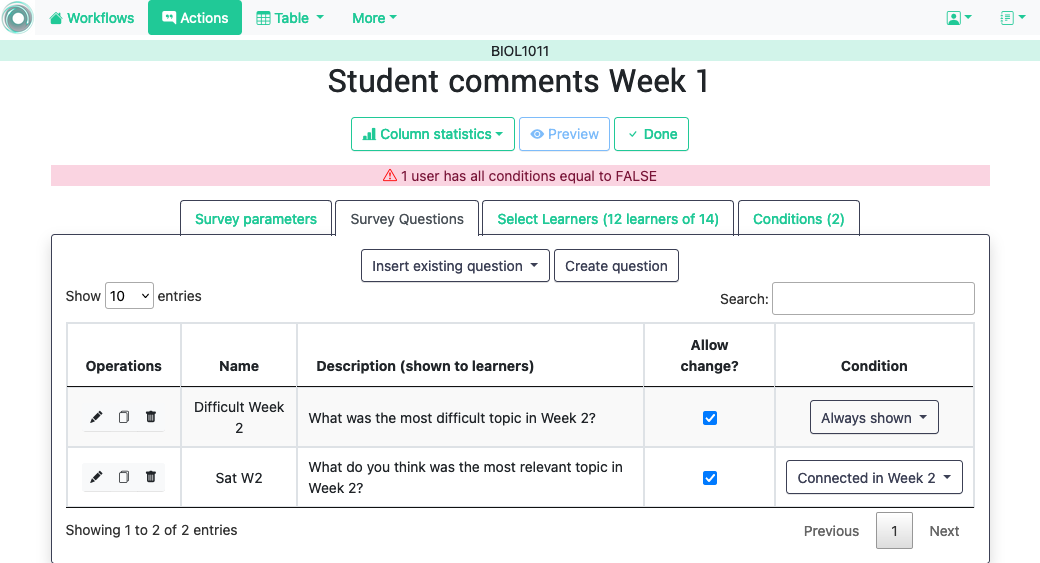 Workflows Actions Table More
BIOL1011
Student comments Week 1
Column statistics Preview Done
1 user has all conditions equal to FALSE
Survey parameters Survey Questions Select Learners (12 learners of 14) Conditions (2)
Insert existing question Create question
Show 10 entries Search:
Operations Name Description (shown to learners) Allow change? Condition
Difficult Week 2 What was the most difficult topic in Week 2? Always shown
Sat W2 What do you think was the most relevant topic in Week 2? Connected in Week 2
Showing 1 to 2 of 2 entries Previous 1 Next